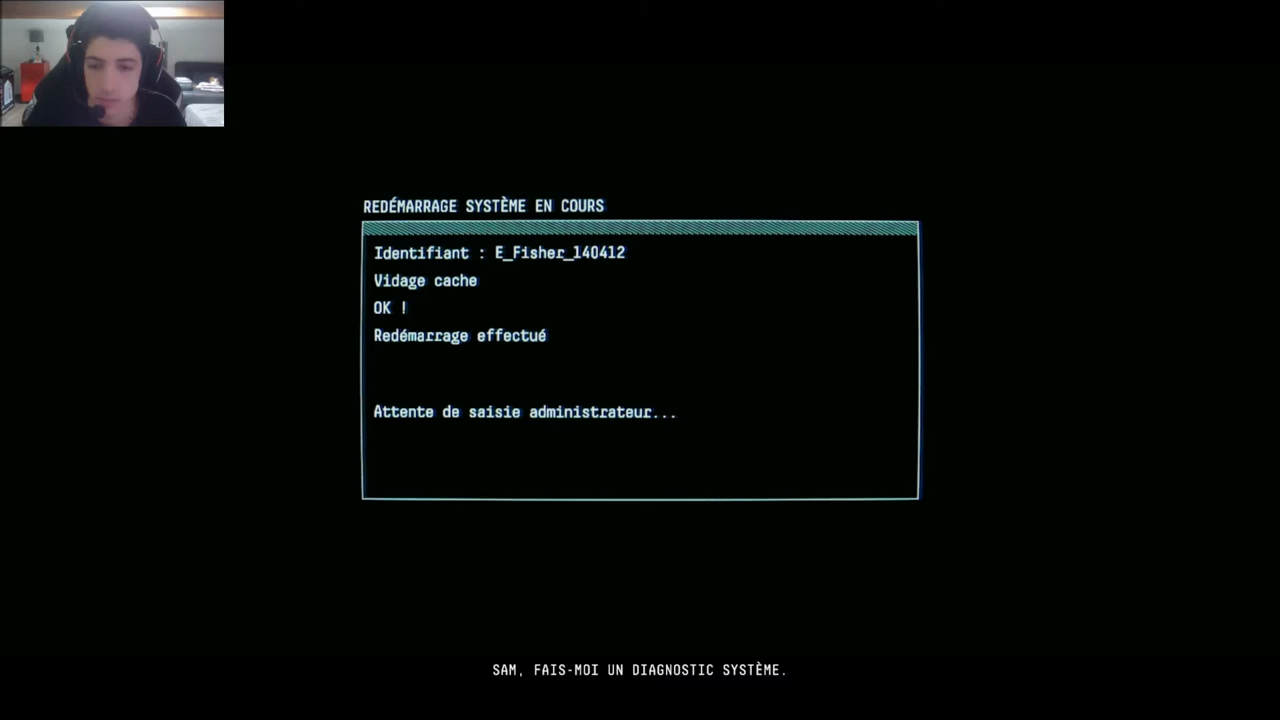 REDÉMARRAGE SYSTÈME EN COURS
Identifiant : E_Fisher_140412
Vidage cache
OK !
Redémarrage effectué
Attente de saisie administrateur...
SAM, FAIS-MOI UN DIAGNOSTIC SYSTÈME.